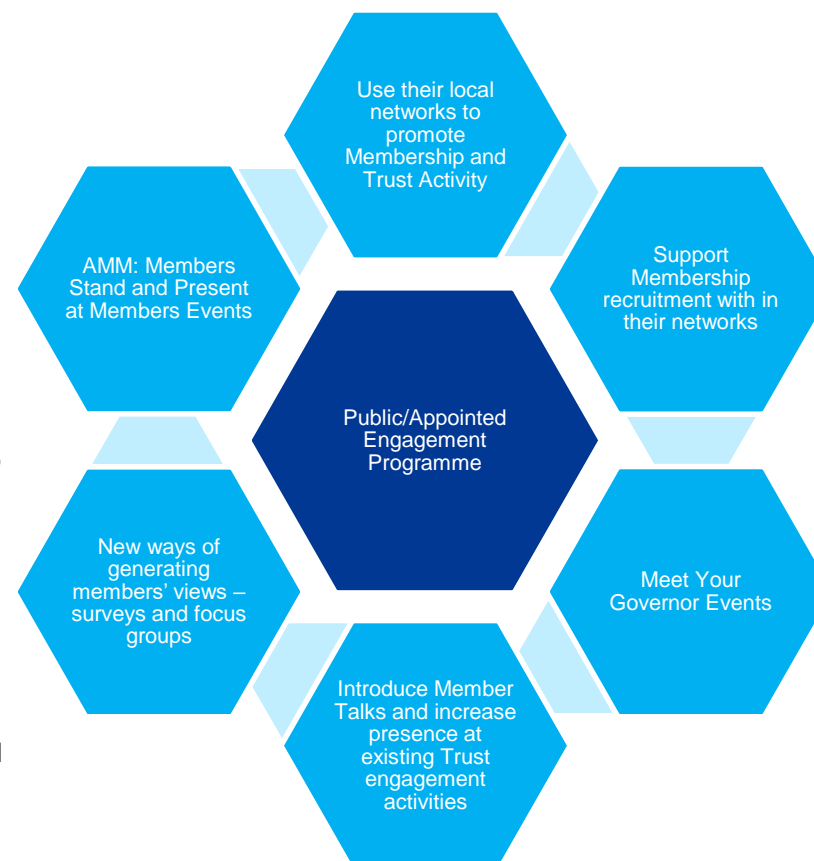 Use their local
networks to
promote
Membership and
Trust Activity
Support
Membership
recruitment with in
their networks
Meet Your
Governor Events
Introduce Member
Talks and increase
presence at
existing Trust
engagement
activities
New ways of
generating
members’ views –
surveys and focus
groups
AMM: Members
Stand and Present
at Members Events
Public/Appointed
Engagement
Programme